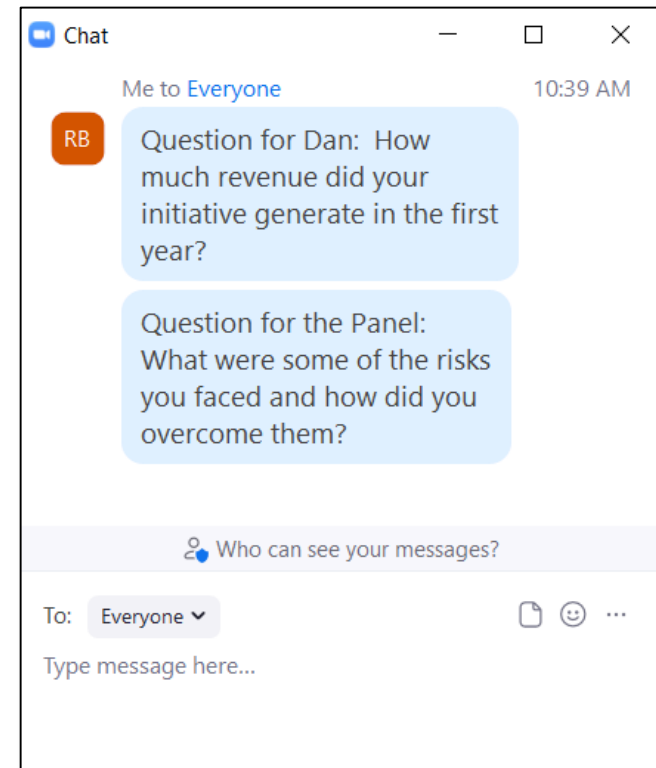 Chat
Me to Everyone 10:39 AM
RB
Question for Dan:  How
much revenue did your
initiative generate in the first
year?
Question for the Panel:
What were some of the risks
you faced and how did you
overcome them?
Who can see your messages?
To: Everyone
Type message here...